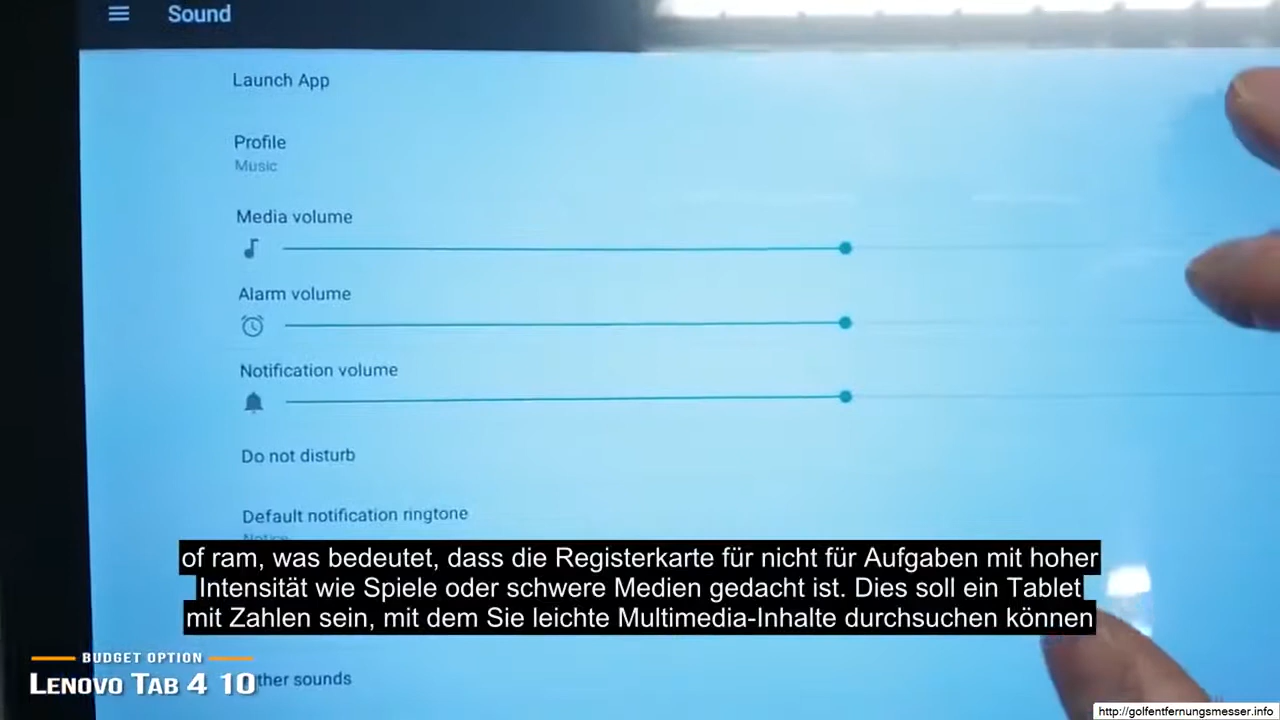 Sound
Launch App
Profile
Music
Media volume
Alarm volume
Notification volume
Do not disturb
Default notification ringtone
Notice
of ram, was bedeutet, dass die Registerkarte für nicht für Aufgaben mit hoher
Intensität wie Spiele oder schwere Medien gedacht ist. Dies soll ein Tablet
mit Zahlen sein, mit dem Sie leichte Multimedia-Inhalte durchsuchen können
BUDGET OPTION
LENOVO TAB 4 10
ther sounds
http://golfentfernungsmesser.info